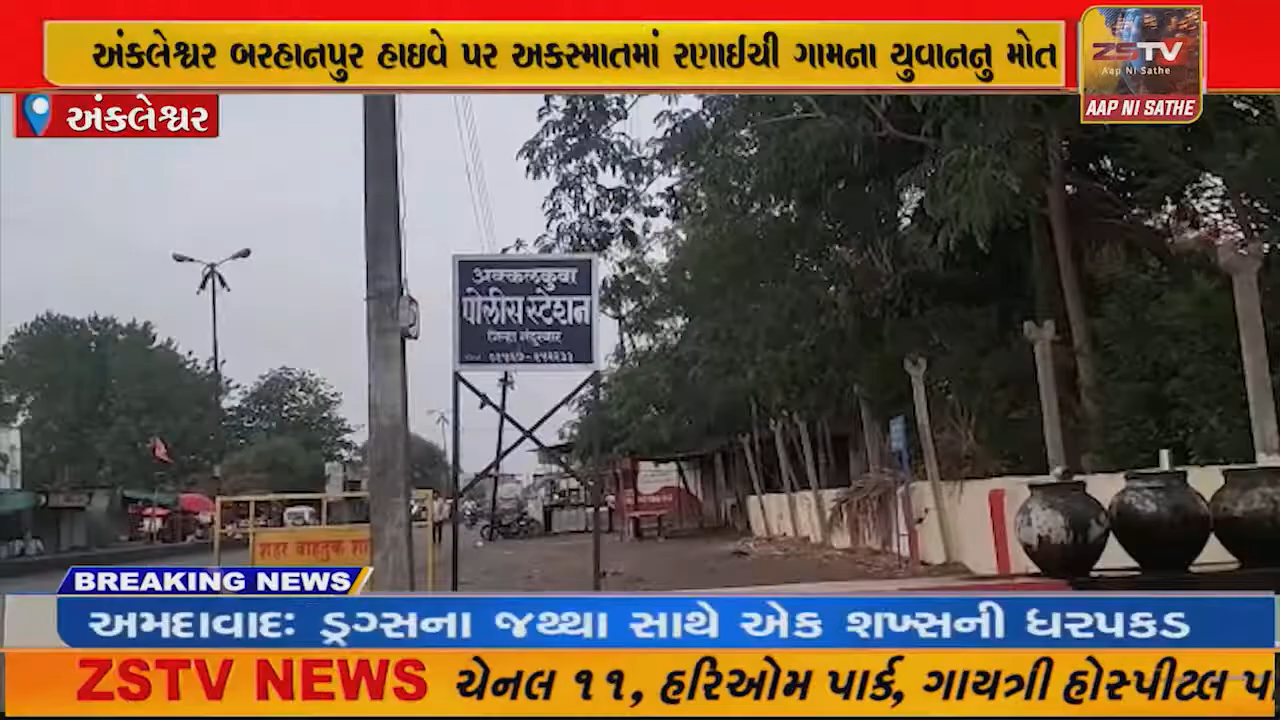 અંકલેશ્વર બરહાનપુર હાઇવે પર અકસ્માતમાં રણાઈચી ગામના યુવાનનુ મોત
ZSTV
Aap Ni Sathe
AAP NI SATHE
અંકલેશ્વર
अक्कलकुवा
पोलीस स्टेशन
जिल्हा नंदुरबार
शहर वाहतुक शा
BREAKING NEWS
અમદાવાદઃ ડ્રગ્સના જથ્થા સાથે એક શખ્સની ધરપકડ
ZSTV NEWS ચેનલ ૧૧, હરિઓમ પાર્ક, ગાયત્રી હોસ્પીટલ પા